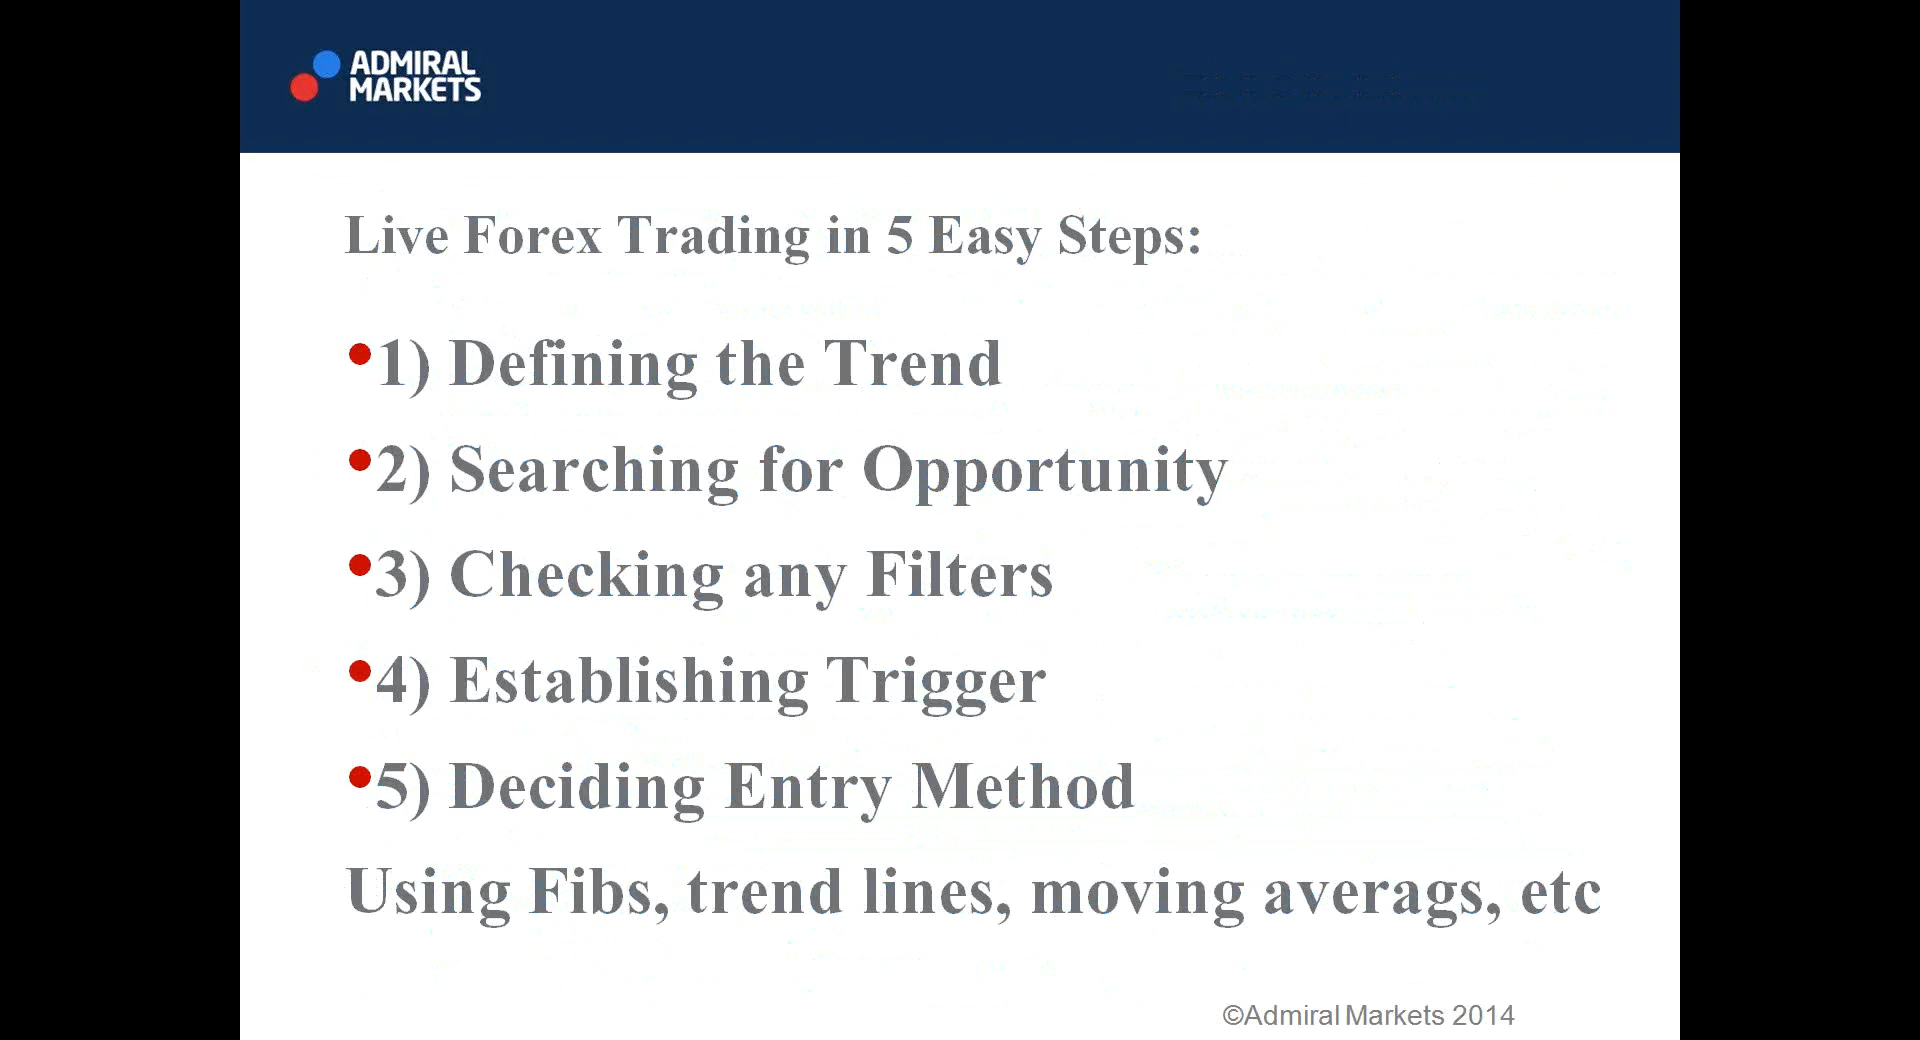 ADMIRAL
MARKETS
Live Forex Trading in 5 Easy Steps:
•1) Defining the Trend
•2) Searching for Opportunity
•3) Checking any Filters
•4) Establishing Trigger
•5) Deciding Entry Method
Using Fibs, trend lines, moving averags, etc
©Admiral Markets 2014